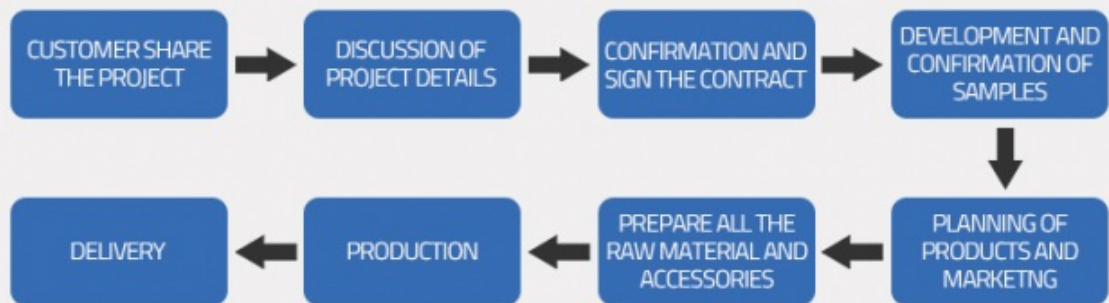 CUSTOMER SHARE
THE PROJECT
DISCUSSION OF
PROJECT DETAILS
CONFIRMATION AND
SIGN THE CONTRACT
DEVELOPMENT AND
CONFIRMATION OF
SAMPLES
PLANNING OF
PRODUCTS AND
MARKETNG
PREPARE ALL THE
RAW MATERIAL AND
ACCESSORIES
PRODUCTION
DELIVERY